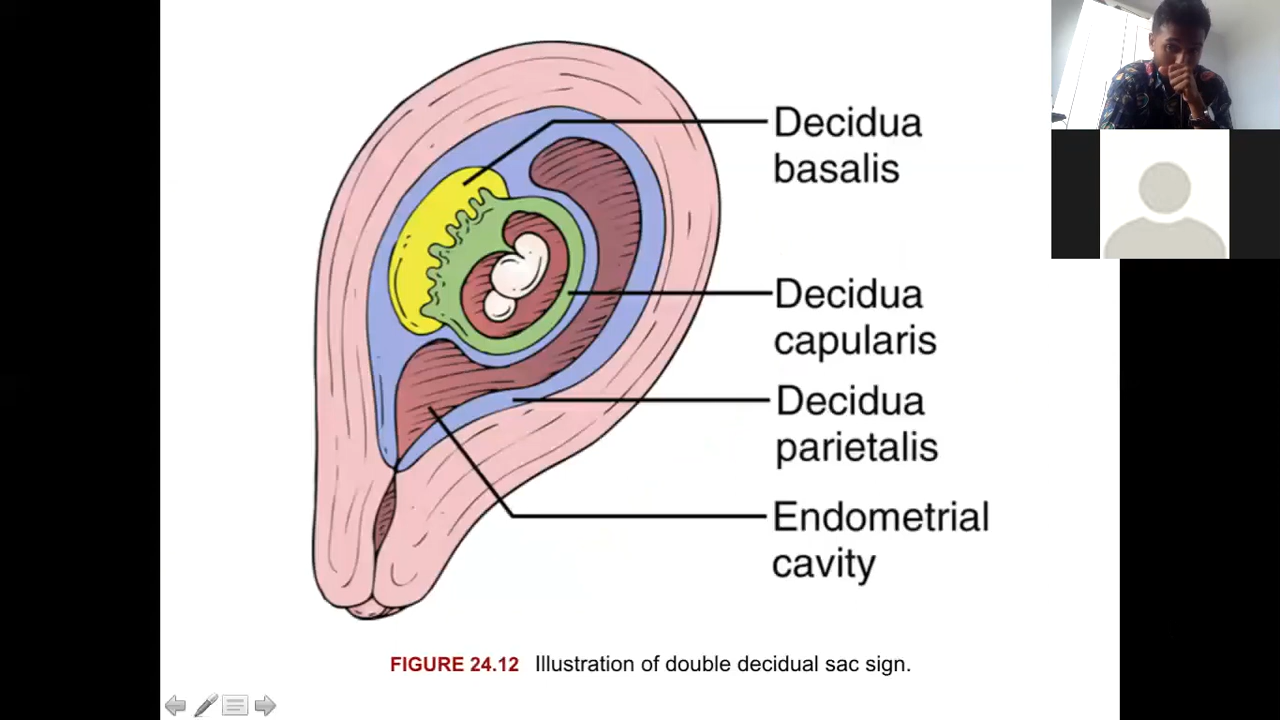 Decidua
basalis
Decidua
capularis
Decidua
parietalis
Endometrial
cavity
FIGURE 24.12 Illustration of double decidual sac sign.